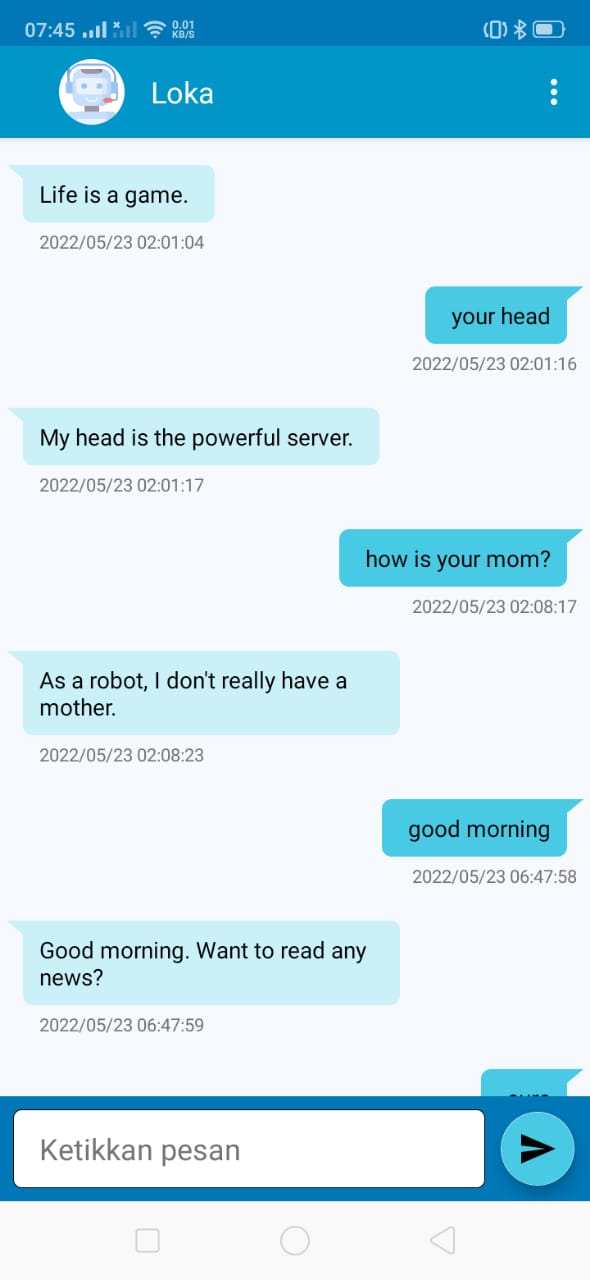 07:45
0.01
KB/S
Loka
Life is a game.
2022/05/23 02:01:04
your head
2022/05/23 02:01:16
My head is the powerful server.
2022/05/23 02:01:17
how is your mom?
2022/05/23 02:08:17
As a robot, I don't really have a
mother.
2022/05/23 02:08:23
good morning
2022/05/23 06:47:58
Good morning. Want to read any
news?
2022/05/23 06:47:59
Ketikkan pesan